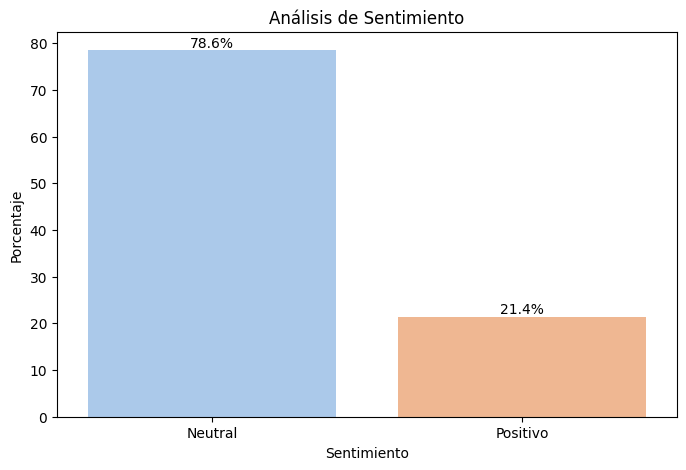 Análisis de Sentimiento
Porcentaje
80
70
60
50
40
30
20
10
0
78.6%
21.4%
Neutral
Positivo
Sentimiento